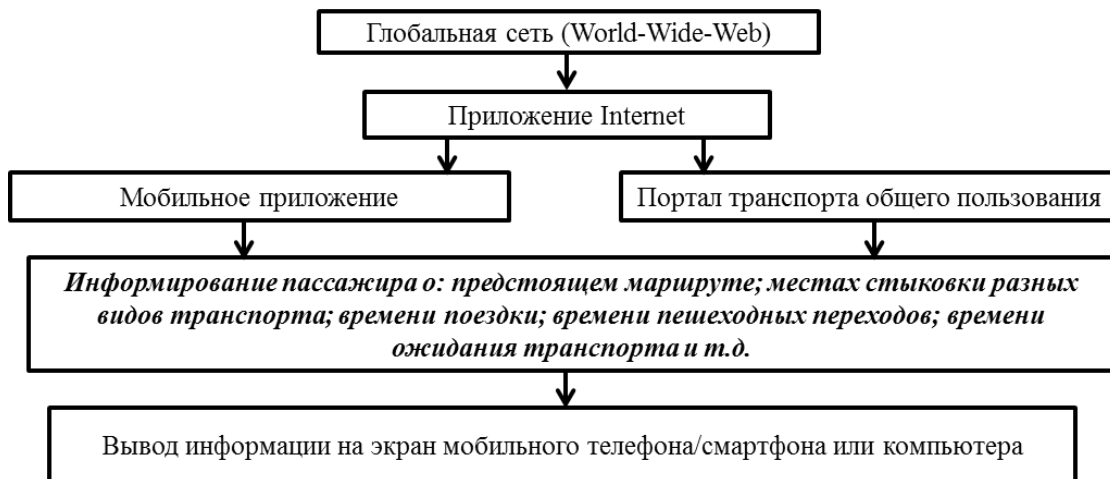 Глобальная сеть (World-Wide-Web)
Приложение Internet
Мобильное приложение
Портал транспорта общего пользования
Информирование пассажира о: предстоящем маршруте; местах стыковки разных
видов транспорта; времени поездки; времени пешеходных переходов; времени
ожидания транспорта и т.д.
Вывод информации на экран мобильного телефона/смартфона или компьютера